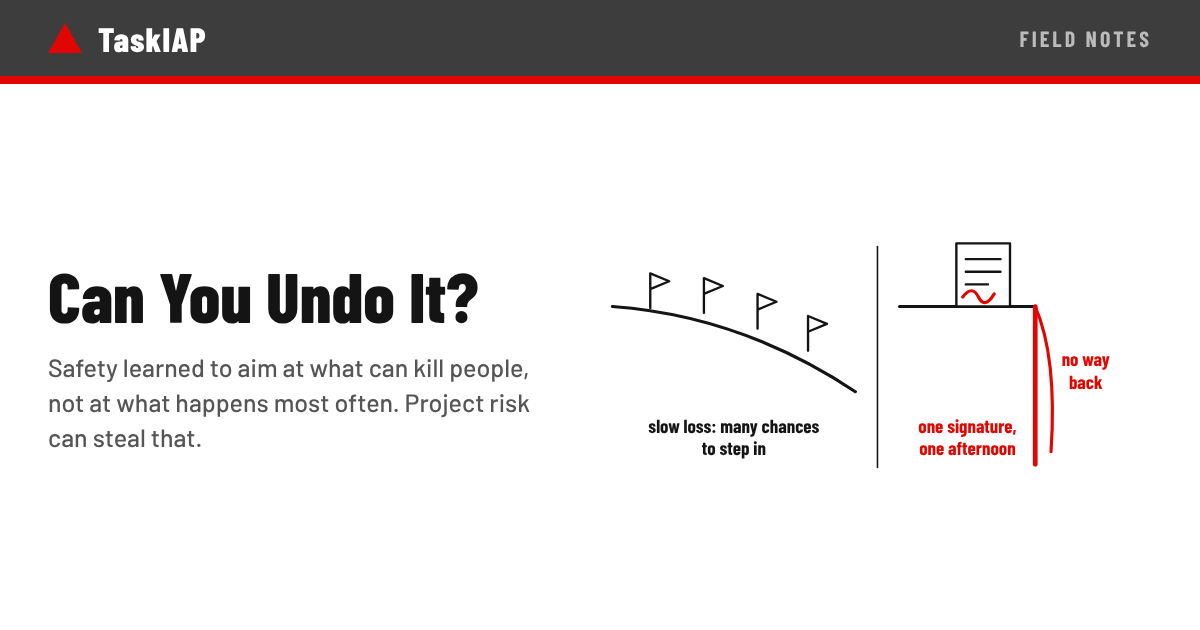 TaskIAP
FIELD NOTES
Can You Undo It?
Safety learned to aim at what can kill people,
not at what happens most often. Project risk
can steal that.
slow loss: many chances
to step in
one signature,
one afternoon
no way
back